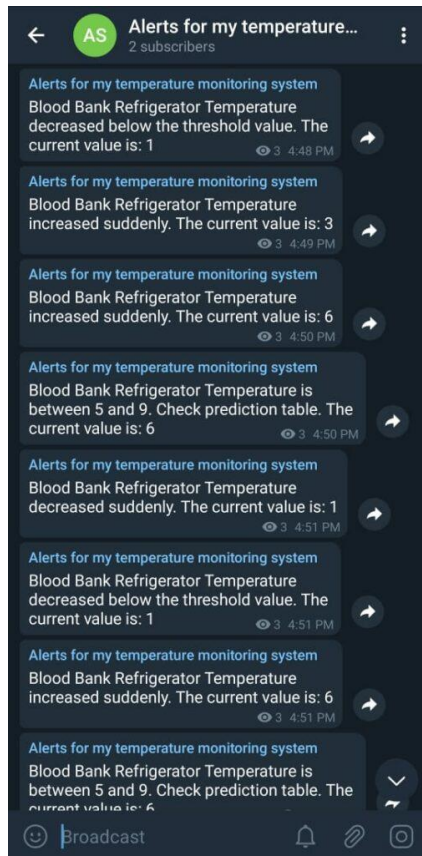 AS
Alerts for my temperature...
2 subscribers
Alerts for my temperature monitoring system
Blood Bank Refrigerator Temperature
decreased below the threshold value. The
current value is: 1
3 4:48 PM
Alerts for my temperature monitoring system
Blood Bank Refrigerator Temperature
increased suddenly. The current value is: 3
3 4:49 PM
Alerts for my temperature monitoring system
Blood Bank Refrigerator Temperature
increased suddenly. The current value is: 6
3 4:50 PM
Alerts for my temperature monitoring system
Blood Bank Refrigerator Temperature is
between 5 and 9. Check prediction table. The
current value is: 6
3 4:50 PM
Alerts for my temperature monitoring system
Blood Bank Refrigerator Temperature
decreased suddenly. The current value is: 1
3 4:51 PM
Alerts for my temperature monitoring system
Blood Bank Refrigerator Temperature
decreased below the threshold value. The
current value is: 1
3 4:51 PM
Alerts for my temperature monitoring system
Blood Bank Refrigerator Temperature
increased suddenly. The current value is: 6
3 4:51 PM
Alerts for my temperature monitoring system
Blood Bank Refrigerator Temperature is
between 5 and 9. Check prediction table. The
current value is: 6
Broadcast